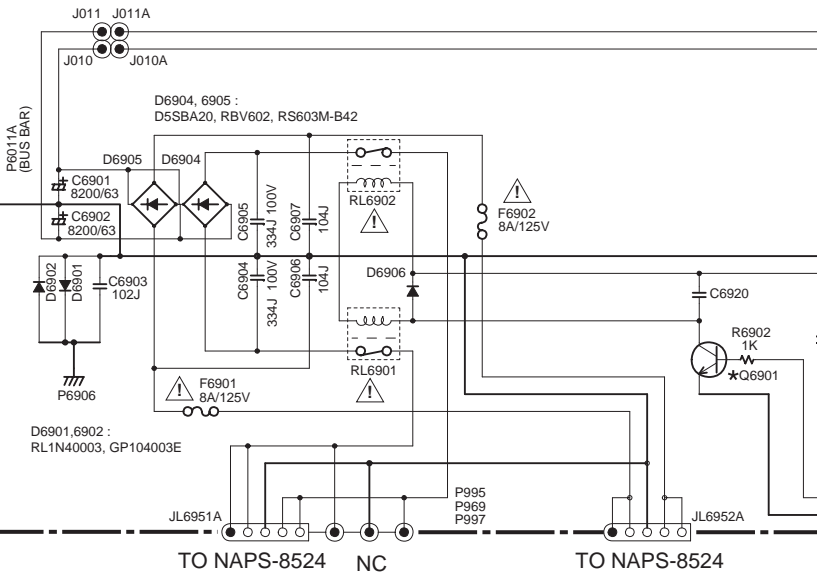 J011 J011A
J010 J010A
P6011A
(BUS BAR)
D6904, 6905 :
D5SBA20, RBV602, RS603M-B42
D6905 D6904
C6901
8200/63
C6902
8200/63
C6905
334J 100V
C6907
104J
RL6902
F6902
8A/125V
D6902
D6901
C6903
102J
C6904
334J 100V
C6906
104J
D6906
C6920
R6902
1K
*Q6901
RL6901
P6906
F6901
8A/125V
D6901,6902 :
RL1N40003, GP104003E
P995
P969
P997
JL6951A
JL6952A
TO NAPS-8524
NC
TO NAPS-8524